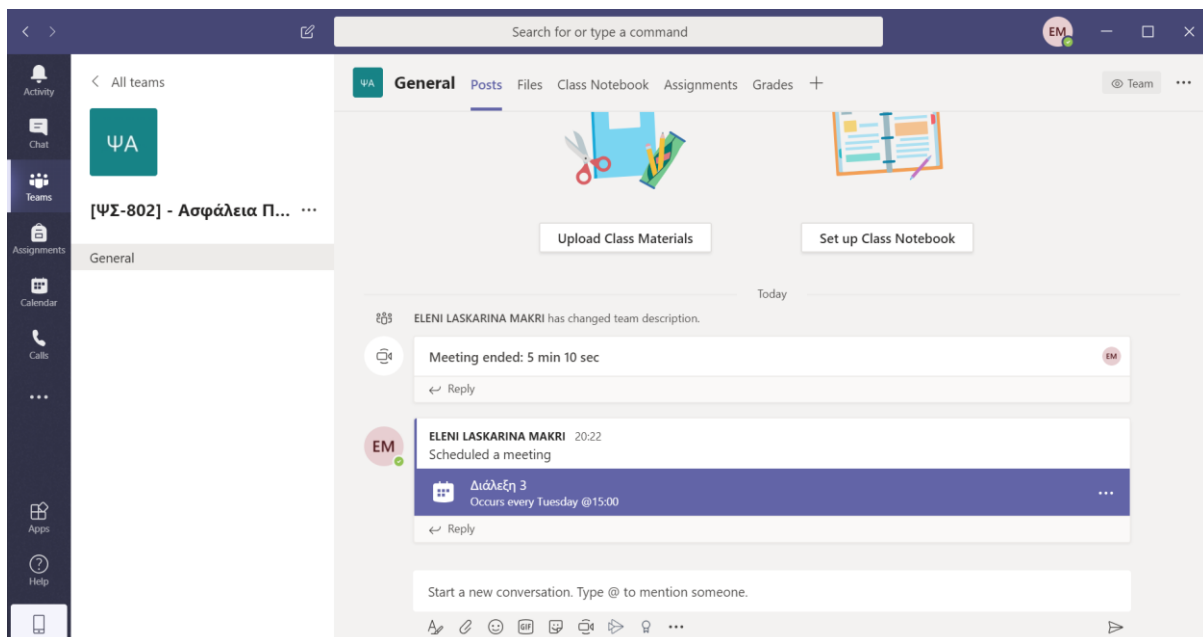 Search for or type a command
EM
Activity
Chat
Teams
Assignments
Calendar
Calls
Apps
Help
All teams
ΨΑ
[ΨΣ-802] - Ασφάλεια Π...
General
ΨΑ
General Posts Files Class Notebook Assignments Grades
Team
Upload Class Materials
Set up Class Notebook
Today
ELENI LASKARINA MAKRI has changed team description.
Meeting ended: 5 min 10 sec
EM
Reply
EM
ELENI LASKARINA MAKRI 20:22
Scheduled a meeting
Διάλεξη 3
Occurs every Tuesday @15:00
Reply
Start a new conversation. Type @ to mention someone.
GIF